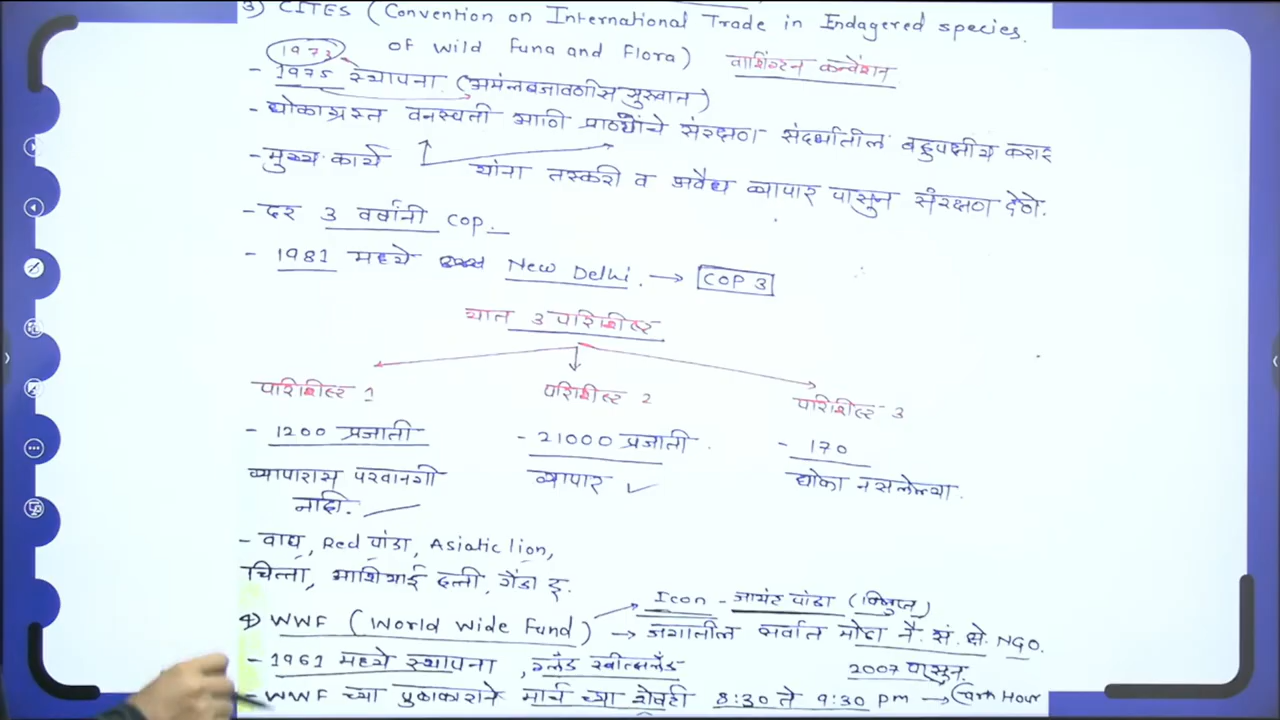 3) CITES (Convention on International Trade in Endagered species.
of wild Funa and Flora) वाशिंग्टन कन्वेंशन
1973
- 1975 स्थापना (अमंलबजावणीस सुरुवात)
- धोकाग्रस्त वनस्पती आणि प्राण्यांचे संरक्षण संदर्भातील बहुपक्षीय करार
- मुख्य कार्य यांना तस्करी व अवैध व्यापार पासुन संरक्षण देणे.
- दर 3 वर्षांनी COP.
- 1981 मध्ये New Delhi. → COP 3
यात 3 परिशिष्ट
परिशिष्ट 1 परिशिष्ट 2 परिशिष्ट 3
- 1200 प्रजाती - 21000 प्रजाती. - 170
व्यापारास परवानगी व्यापार ✓ धोका नसलेल्या.
नाही.
- वाघ, Red पांडा, Asiatic lion,
चित्ता, आशियाई हत्ती, गेंडा इ.
Icon - जायंट पांडा
4) WWF (World Wide Fund) → जगातील सर्वात मोठा नै. सं. क्षे. NGO.
- 1961 मध्ये स्थापना, ग्लँड स्वीत्झर्लंड 2007 पासुन
- WWF च्या पुढाकाराने मार्च च्या शेवटी 8:30 ते 9:30 pm → Earth Hour